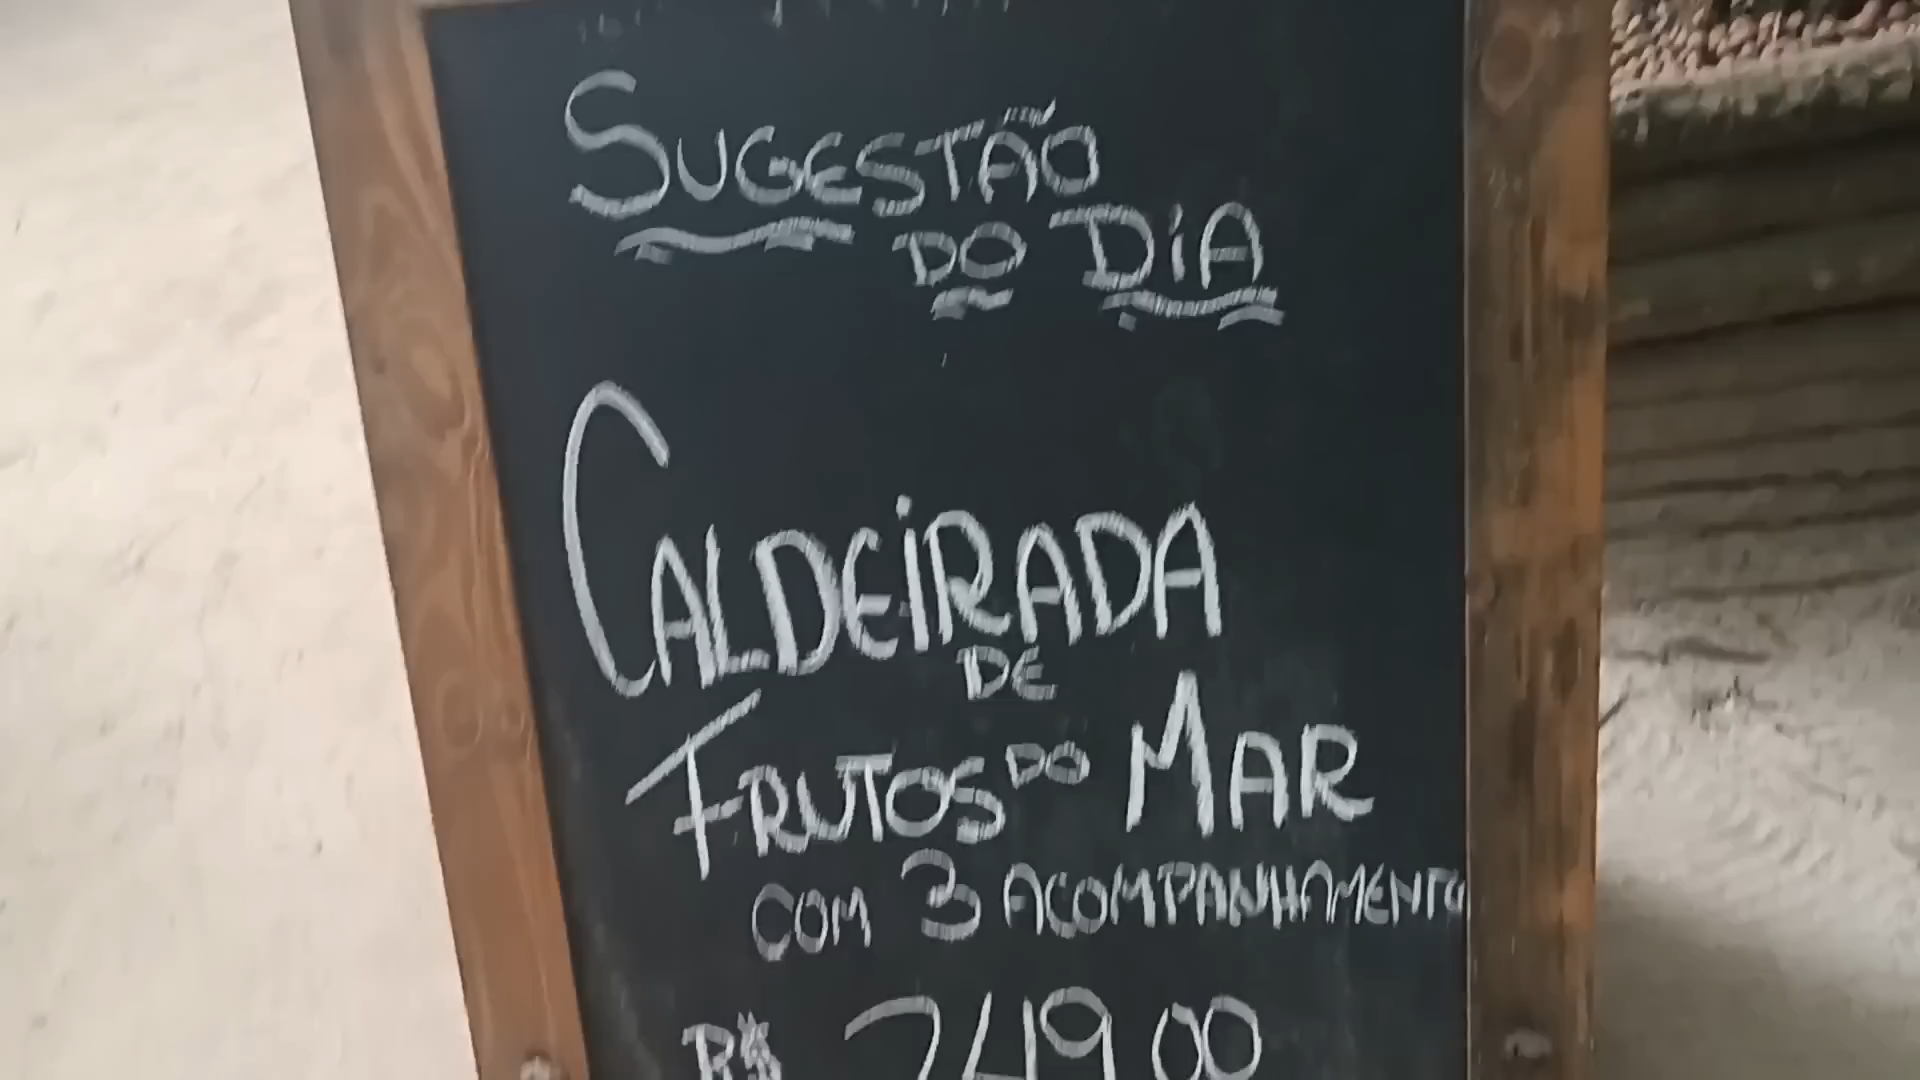 SUGESTÃO
DO DiA
CALDEiRADA
DE
FRUTOS DO MAR
COM 3 ACOMPANHAMENTO
R$ 249,00